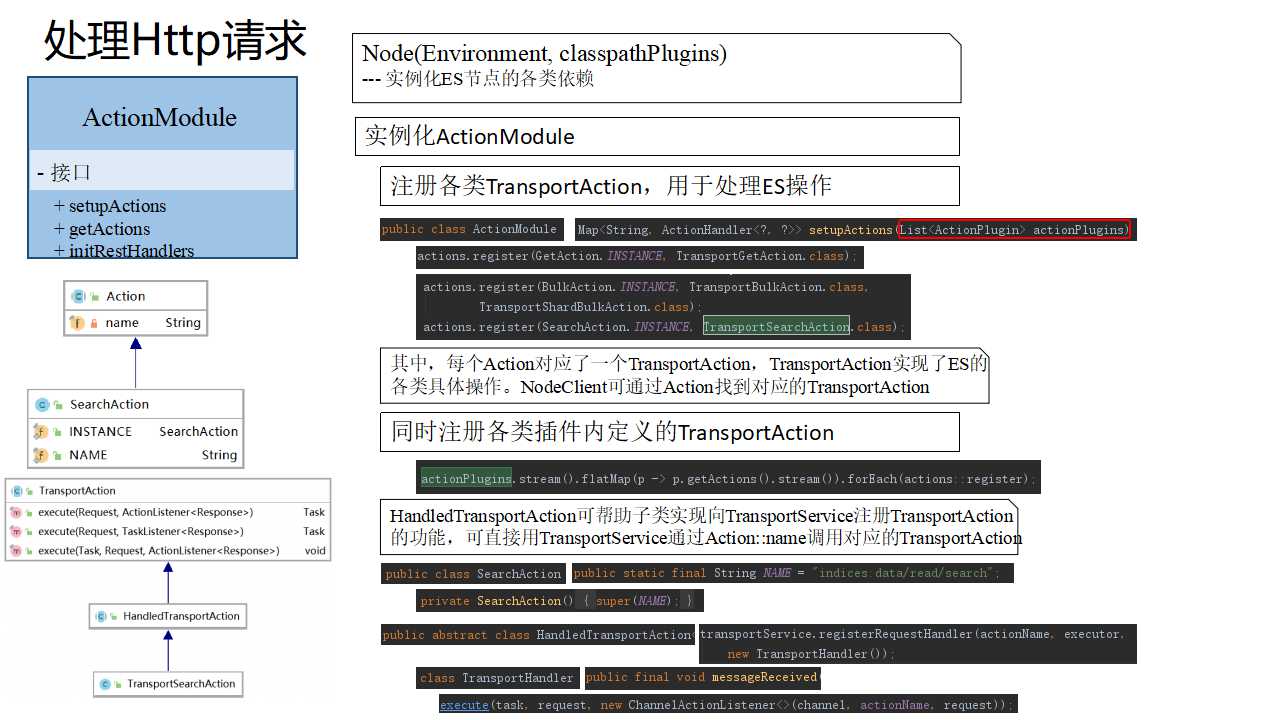 处理Http请求
ActionModule
- 接口
+ setupActions
+ getActions
+ initRestHandlers
Action
name String
SearchAction
INSTANCE SearchAction
NAME String
TransportAction
execute(Request, ActionListener<Response>) Task
execute(Request, TaskListener<Response>) Task
execute(Task, Request, ActionListener<Response>) void
HandledTransportAction
TransportSearchAction
Node(Environment, classpathPlugins)
--- 实例化ES节点的各类依赖
实例化ActionModule
注册各类TransportAction，用于处理ES操作
public class ActionModule Map<String, ActionHandler<?, ?>> setupActions(List<ActionPlugin> actionPlugins)
actions.register(GetAction.INSTANCE, TransportGetAction.class);
actions.register(BulkAction.INSTANCE, TransportBulkAction.class,
TransportShardBulkAction.class);
actions.register(SearchAction.INSTANCE, TransportSearchAction.class);
其中，每个Action对应了一个TransportAction，TransportAction实现了ES的
各类具体操作。NodeClient可通过Action找到对应的TransportAction
同时注册各类插件内定义的TransportAction
actionPlugins.stream().flatMap(p -> p.getActions().stream()).forEach(actions::register);
HandledTransportAction可帮助子类实现向TransportService注册TransportAction
的功能，可直接用TransportService通过Action::name调用对应的TransportAction
public class SearchAction public static final String NAME = "indices:data/read/search";
private SearchAction() { super(NAME); }
public abstract class HandledTransportAction< transportService.registerRequestHandler(actionName, executor,
new TransportHandler());
class TransportHandler public final void messageReceived(
execute(task, request, new ChannelActionListener<>(channel, actionName, request));